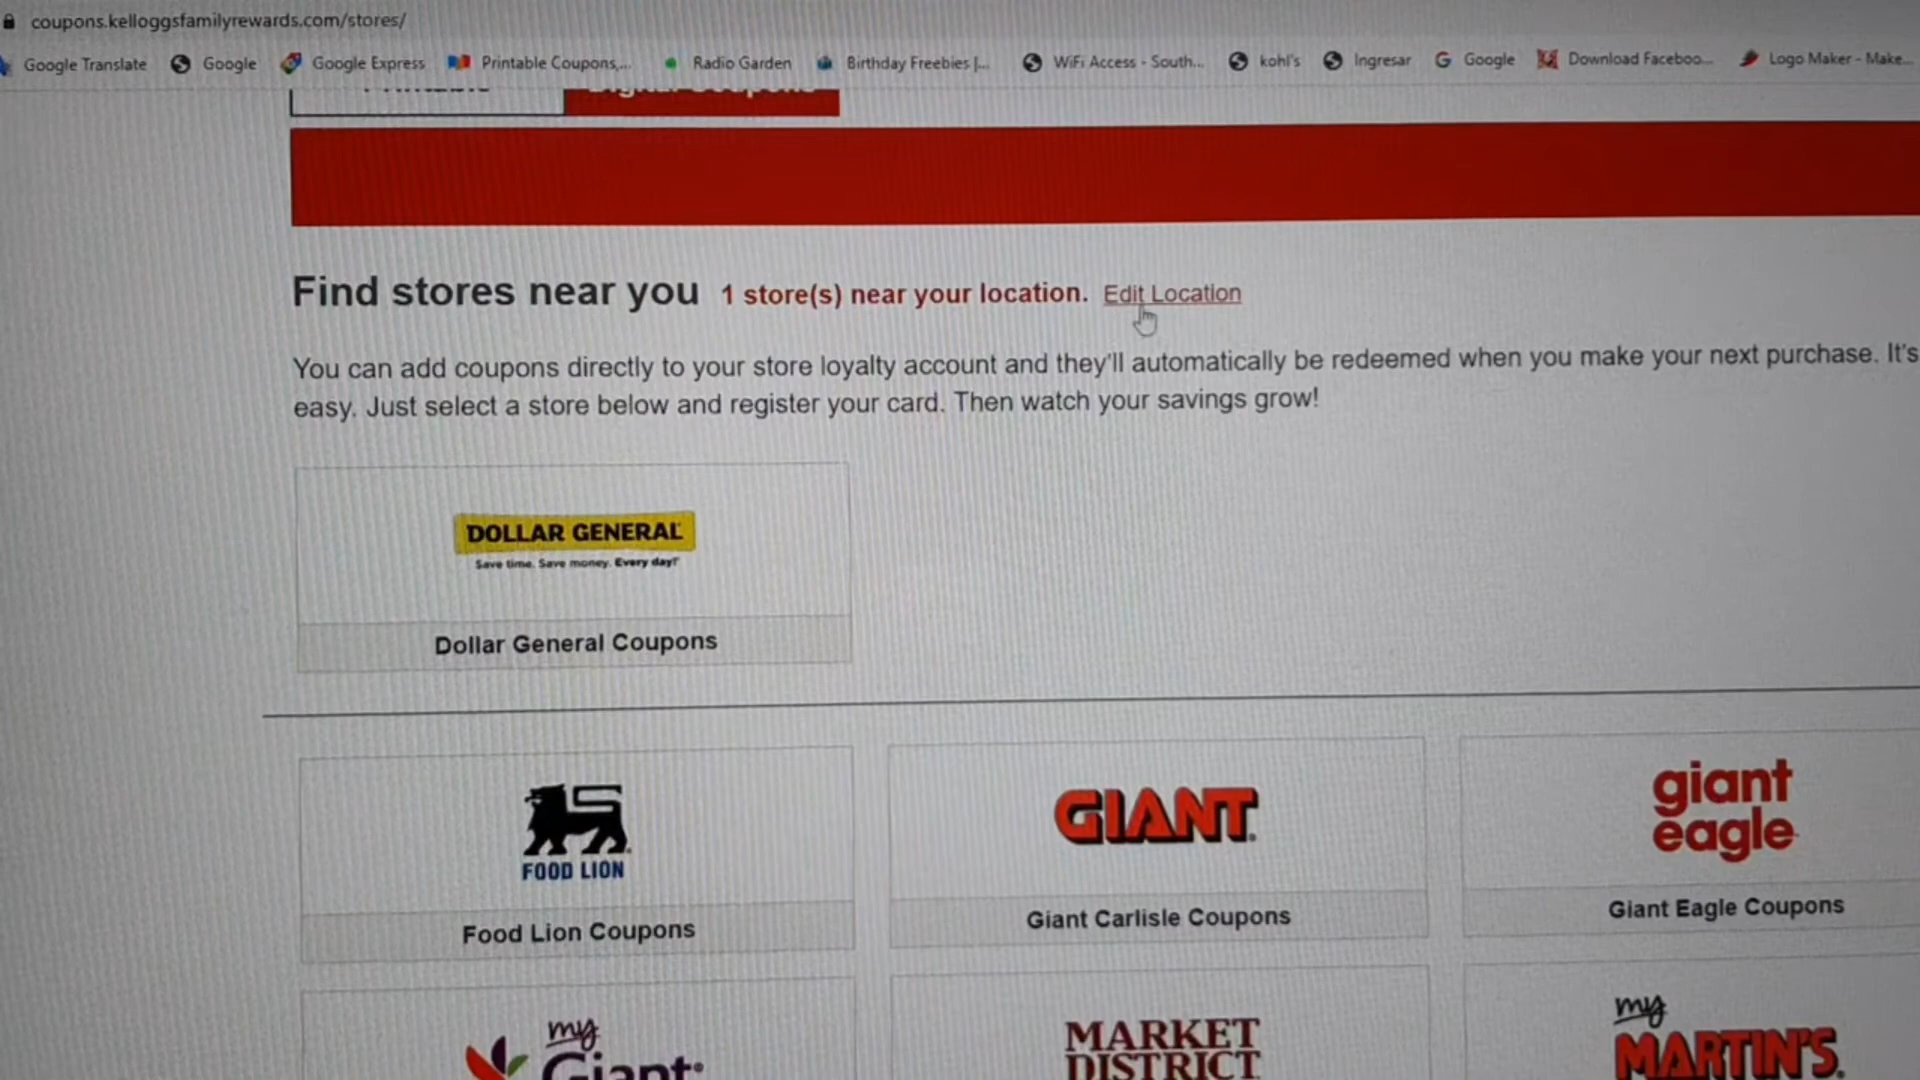 coupons.kelloggsfamilyrewards.com/stores/
Google Translate Google Google Express Printable Coupons,... Radio Garden Birthday Freebies |... WiFi Access - South... kohl's Ingresar Google Download Faceboo... Logo Maker - Make...
Printable Digital Coupons
Find stores near you 1 store(s) near your location. Edit Location
You can add coupons directly to your store loyalty account and they'll automatically be redeemed when you make your next purchase. It's
easy. Just select a store below and register your card. Then watch your savings grow!
DOLLAR GENERAL
Save time. Save money. Every day!
Dollar General Coupons
FOOD LION
GIANT
giant
eagle
Food Lion Coupons
Giant Carlisle Coupons
Giant Eagle Coupons
my
Giant
MARKET
DISTRICT
my
MARTIN'S